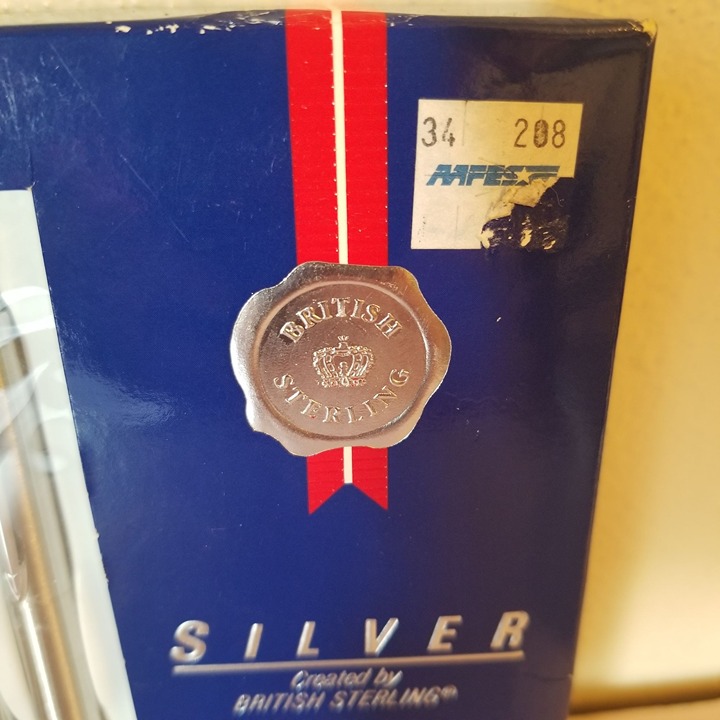 34 208
AAFES
BRITISH
STERLING
SILVER
Created by
BRITISH STERLING®